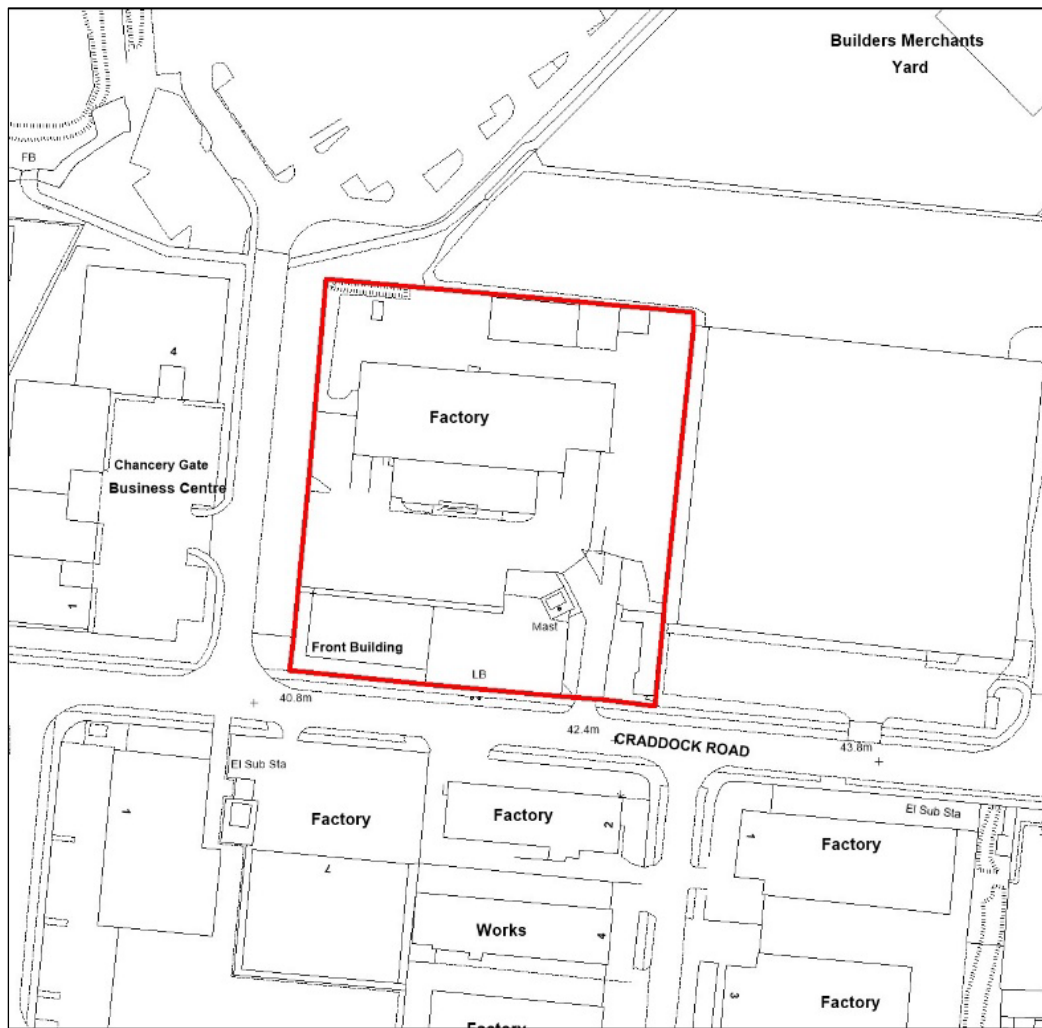 Builders Merchants
Yard
FB
4
Factory
Chancery Gate
Business Centre
1
Mast
Front Building
LB
40.8m
42.4m
CRADDOCK ROAD
43.8m
El Sub Sta
El Sub Sta
1
Factory
7
Factory
2
1
Factory
Works
4
3
Factory
Factory